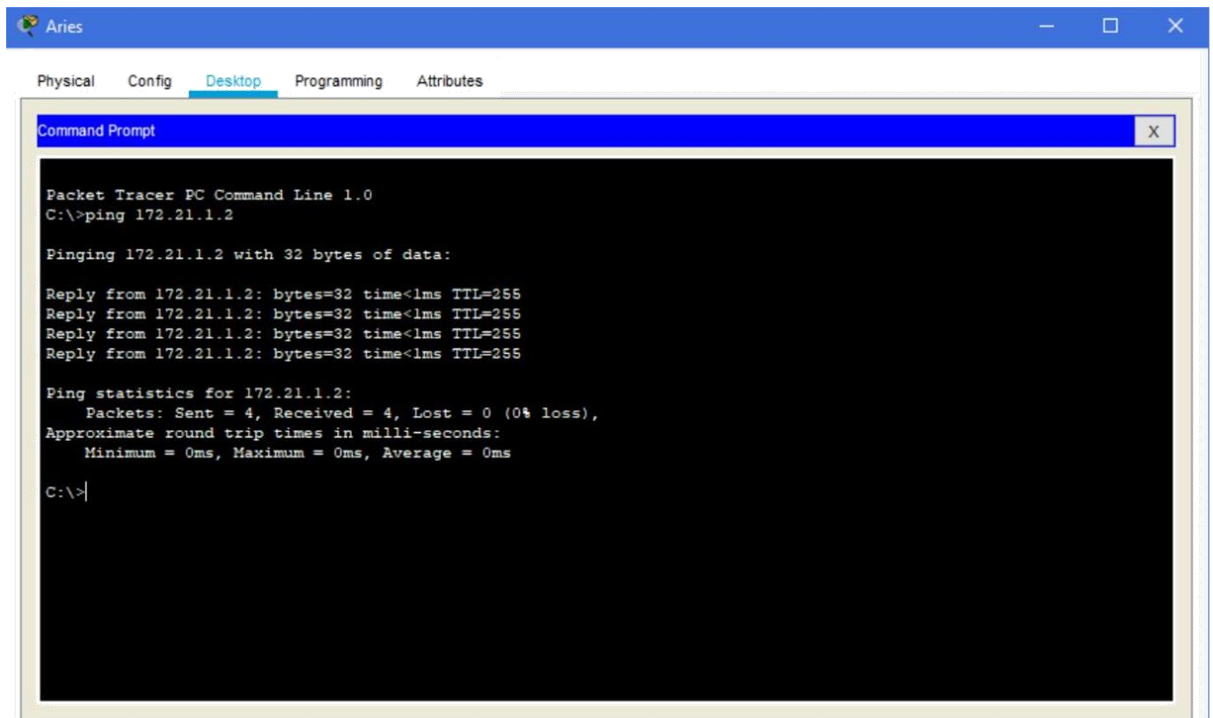 Aries
Physical Config Desktop Programming Attributes
Command Prompt
X
Packet Tracer PC Command Line 1.0
C:\>ping 172.21.1.2
Pinging 172.21.1.2 with 32 bytes of data:
Reply from 172.21.1.2: bytes=32 time<1ms TTL=255
Reply from 172.21.1.2: bytes=32 time<1ms TTL=255
Reply from 172.21.1.2: bytes=32 time<1ms TTL=255
Reply from 172.21.1.2: bytes=32 time<1ms TTL=255
Ping statistics for 172.21.1.2:
Packets: Sent = 4, Received = 4, Lost = 0 (0% loss),
Approximate round trip times in milli-seconds:
Minimum = 0ms, Maximum = 0ms, Average = 0ms
C:\>